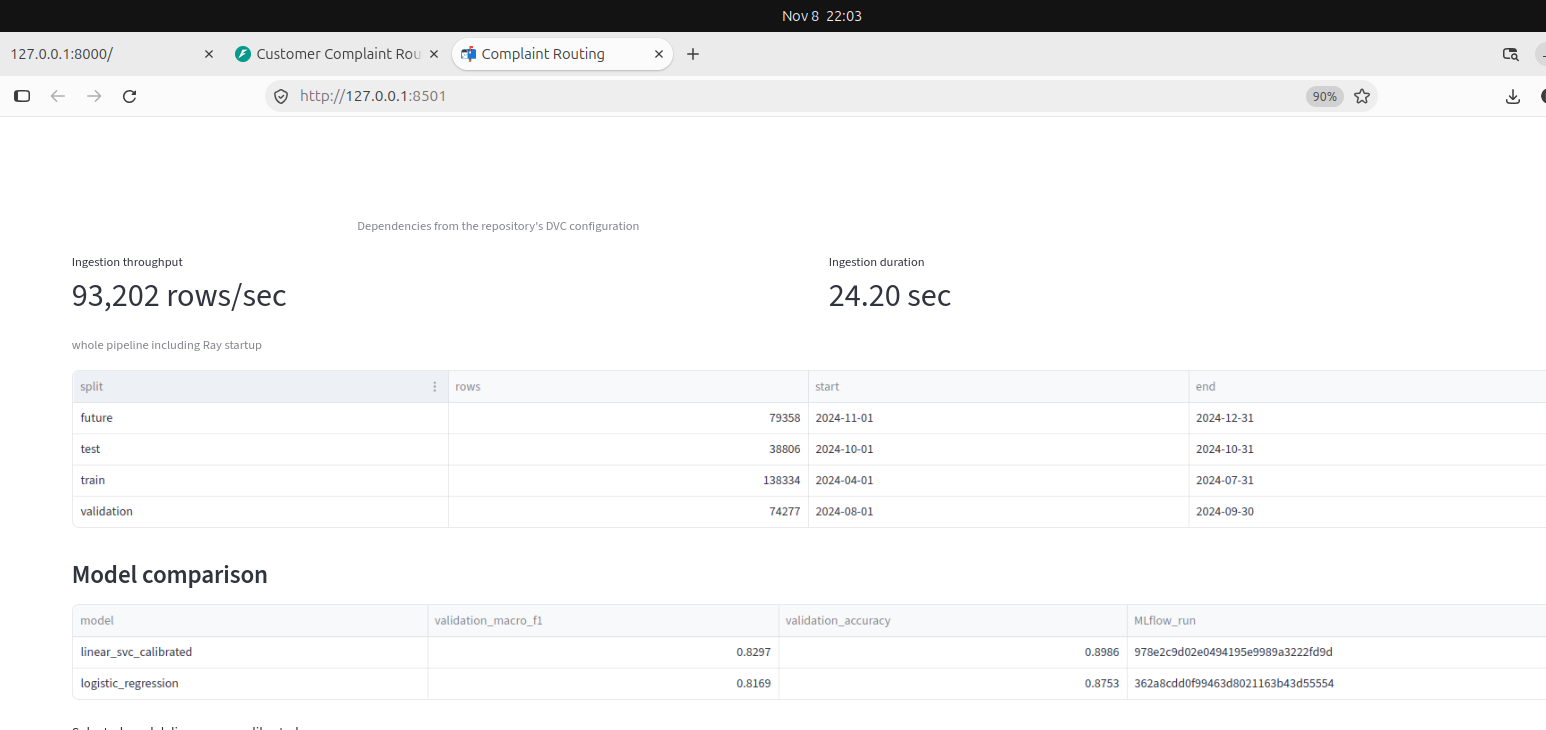 Nov 8 22:03
127.0.0.1:8000/ Customer Complaint Rou Complaint Routing
http://127.0.0.1:8501 90%
Dependencies from the repository's DVC configuration
Ingestion throughput Ingestion duration
93,202 rows/sec 24.20 sec
whole pipeline including Ray startup
split rows start end
future 79358 2024-11-01 2024-12-31
test 38806 2024-10-01 2024-10-31
train 138334 2024-04-01 2024-07-31
validation 74277 2024-08-01 2024-09-30
Model comparison
model validation_macro_f1 validation_accuracy MLflow_run
linear_svc_calibrated 0.8297 0.8986 978e2c9d02e0494195e9989a3222fd9d
logistic_regression 0.8169 0.8753 362a8cdd0f99463d8021163b43d55554